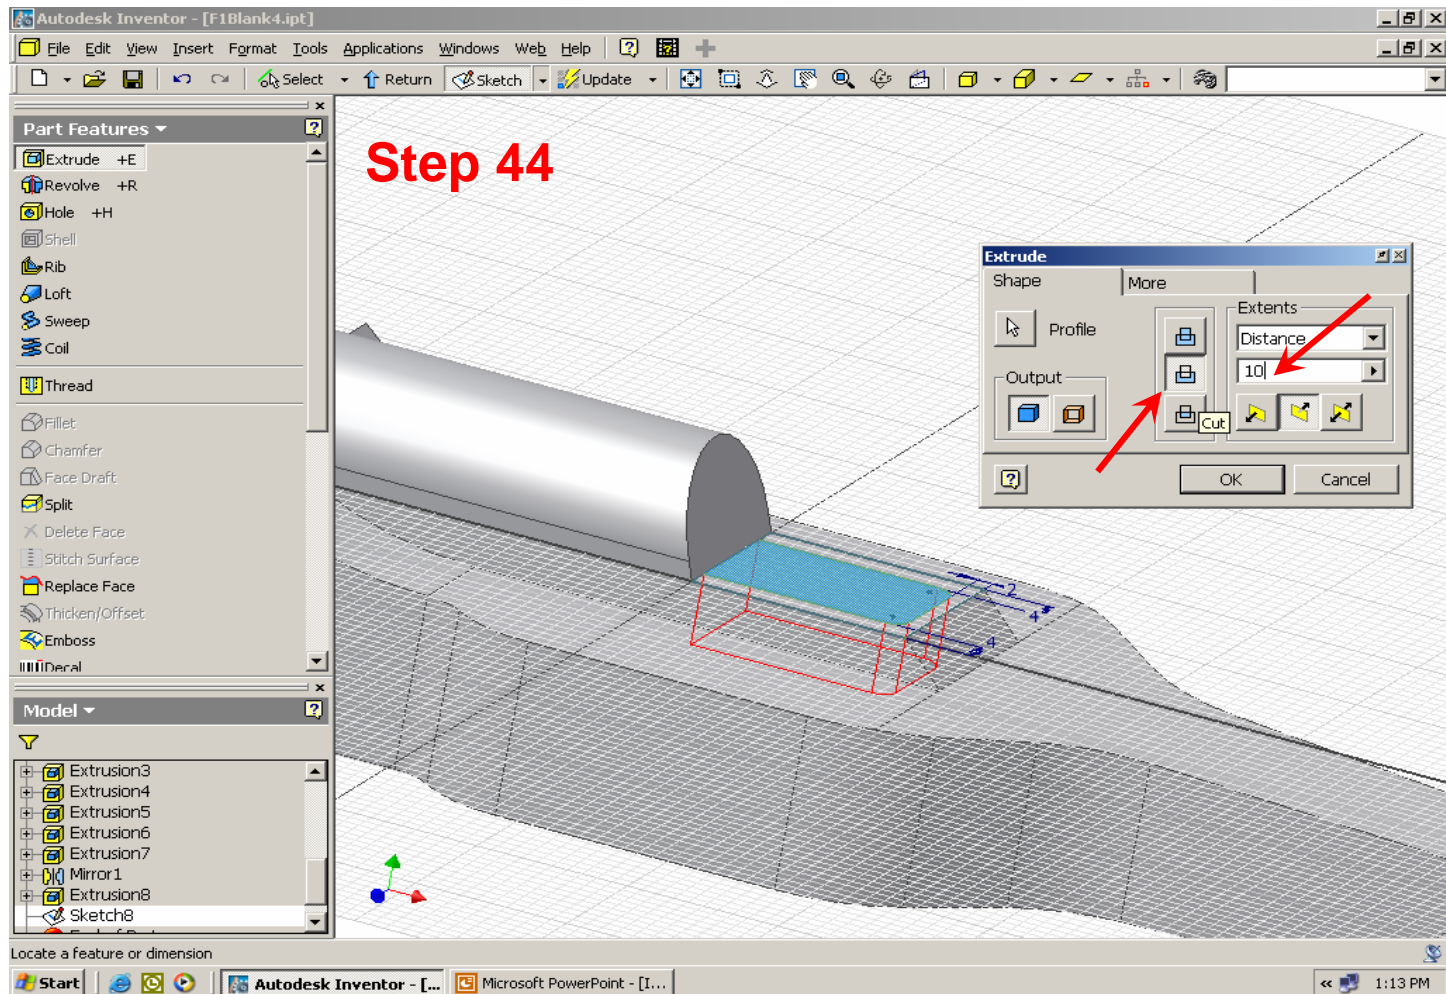 Autodesk Inventor - [F1Blank4.ipt]
File Edit View Insert Format Tools Applications Windows Web Help
Select Return Sketch Update
Part Features
Extrude +E
Revolve +R
Hole +H
Shell
Rib
Loft
Sweep
Coil
Thread
Fillet
Chamfer
Face Draft
Split
Delete Face
Stitch Surface
Replace Face
Thicken/Offset
Emboss
Decal
Step 44
Extrude
Shape More
Profile
Output
Extents
Distance
10
Cut
OK Cancel
2
4
4
Model
Extrusion3
Extrusion4
Extrusion5
Extrusion6
Extrusion7
Mirror1
Extrusion8
Sketch8
Locate a feature or dimension
Start Autodesk Inventor - [... Microsoft PowerPoint - [I... « 1:13 PM